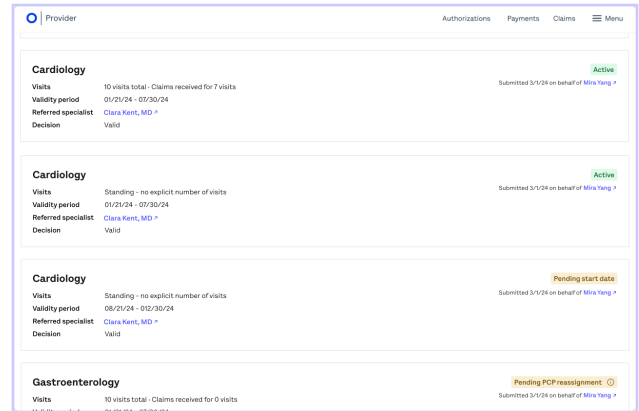 Provider
Authorizations Payments Claims Menu
Cardiology
Active
Submitted 3/1/24 on behalf of Mira Yang ↗
Visits 10 visits total · Claims received for 7 visits
Validity period 01/21/24 - 07/30/24
Referred specialist Clara Kent, MD ↗
Decision Valid
Cardiology
Active
Submitted 3/1/24 on behalf of Mira Yang ↗
Visits Standing - no explicit number of visits
Validity period 01/21/24 - 07/30/24
Referred specialist Clara Kent, MD ↗
Decision Valid
Cardiology
Pending start date
Submitted 3/1/24 on behalf of Mira Yang ↗
Visits Standing - no explicit number of visits
Validity period 08/21/24 - 012/30/24
Referred specialist Clara Kent, MD ↗
Decision Valid
Gastroenterology
Pending PCP reassignment
Submitted 3/1/24 on behalf of Mira Yang ↗
Visits 10 visits total · Claims received for 0 visits